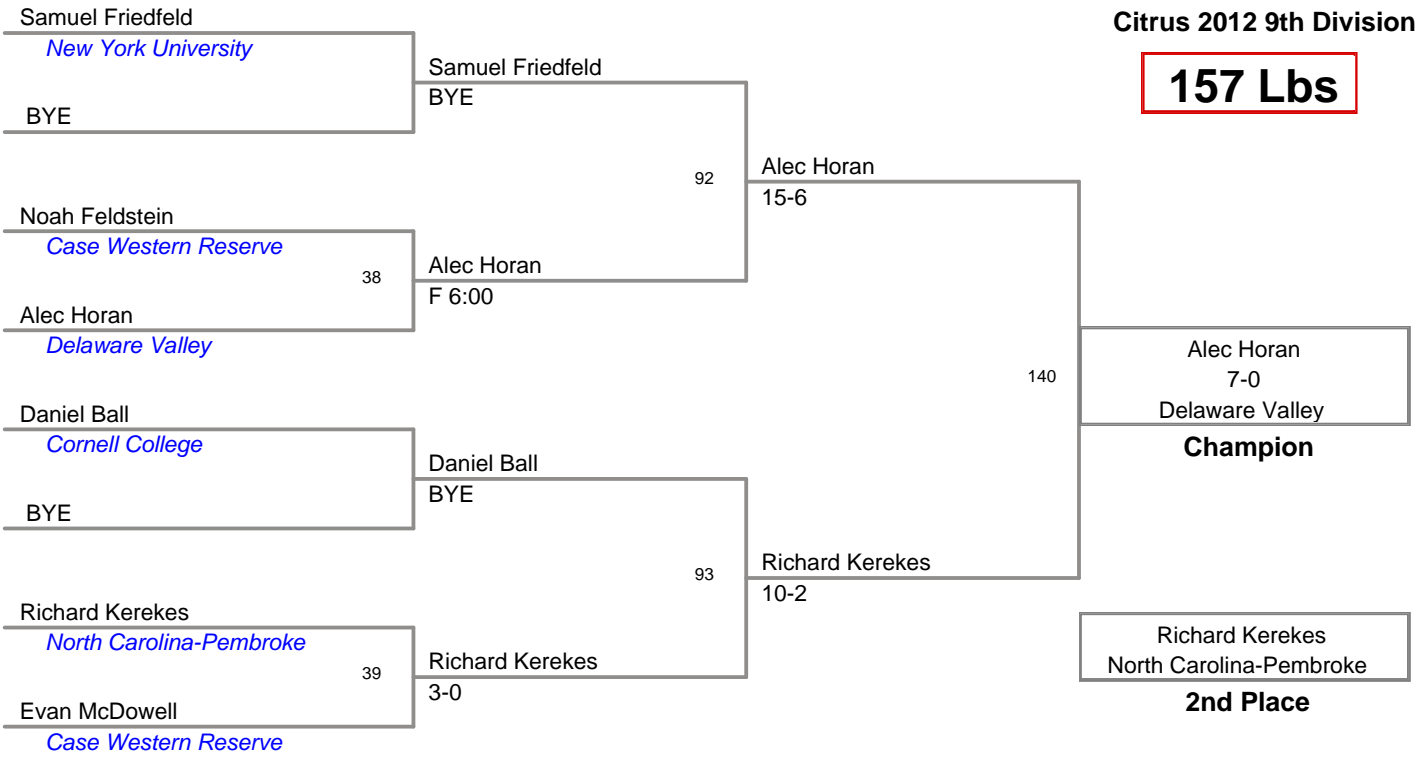 Citrus 2012 9th Division
157 Lbs
Samuel Friedfeld
New York University
BYE
Noah Feldstein
Case Western Reserve
38
Alec Horan
Delaware Valley
Daniel Ball
Cornell College
BYE
Richard Kerekes
North Carolina-Pembroke
39
Evan McDowell
Case Western Reserve
Samuel Friedfeld
BYE
92
Alec Horan
F 6:00
Daniel Ball
BYE
93
Richard Kerekes
3-0
Alec Horan
15-6
140
Richard Kerekes
10-2
Alec Horan
7-0
Delaware Valley
Champion
Richard Kerekes
North Carolina-Pembroke
2nd Place